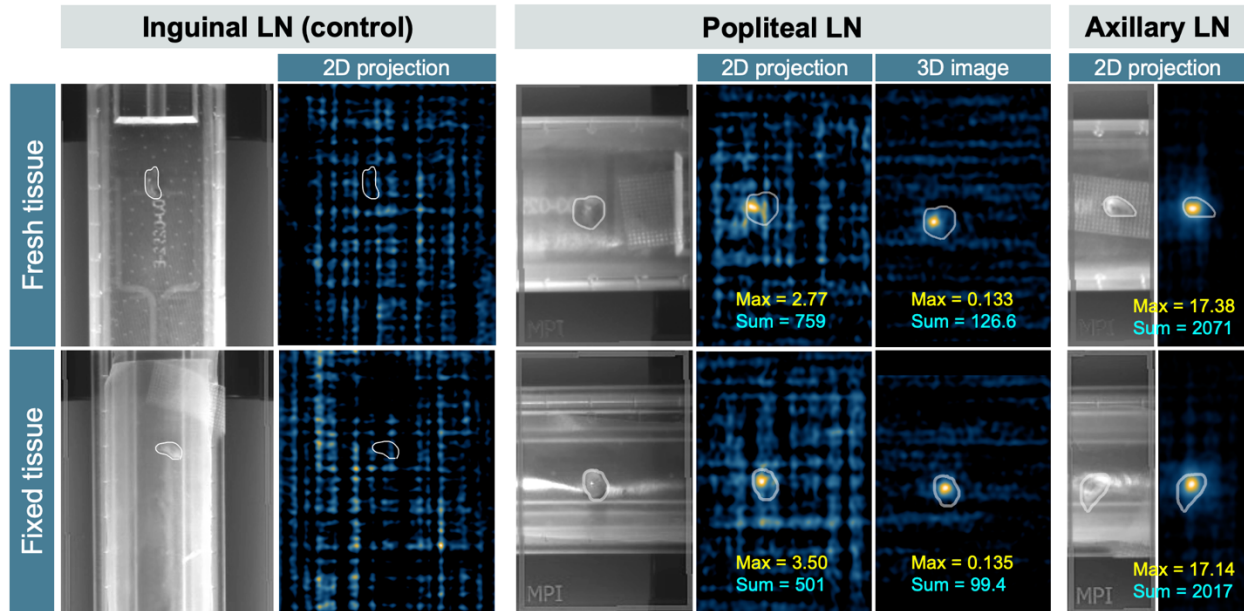 Inguinal LN (control)
Popliteal LN
Axillary LN
2D projection
2D projection
3D image
2D projection
Fresh tissue
MPI
Max = 2.77
Sum = 759
Max = 0.133
Sum = 126.6
Max = 17.38
Sum = 2071
Fixed tissue
MPI
Max = 3.50
Sum = 501
Max = 0.135
Sum = 99.4
Max = 17.14
Sum = 2017